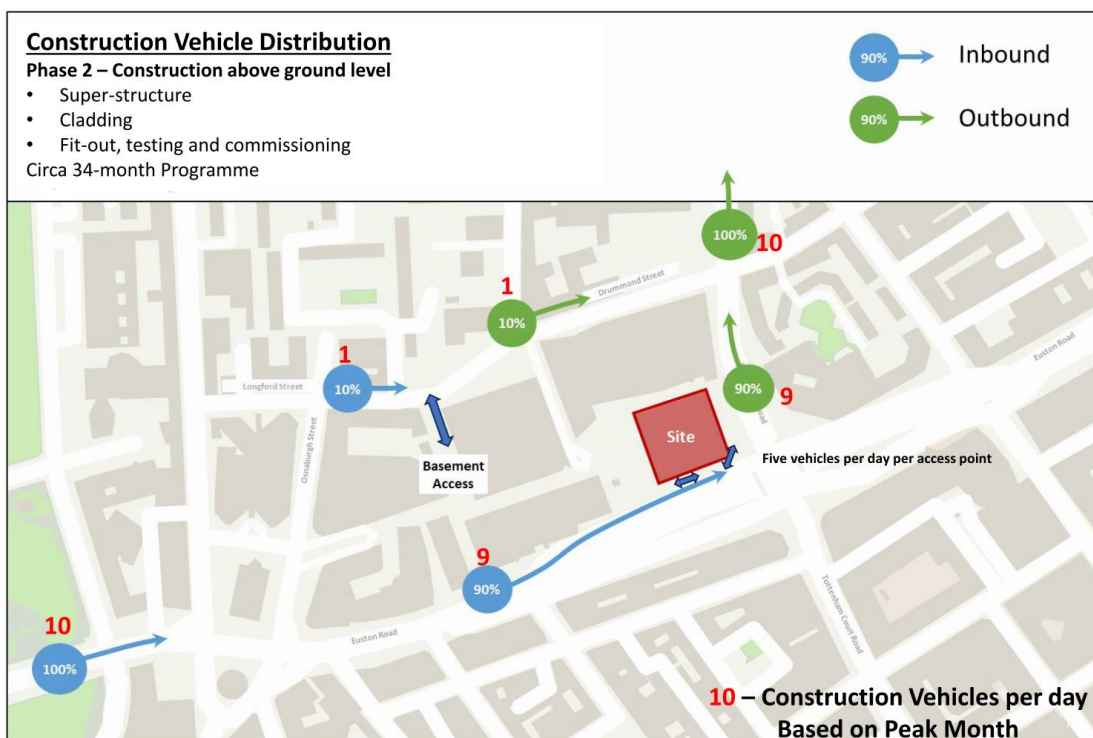 Construction Vehicle Distribution
Phase 2 – Construction above ground level
• Super-structure
• Cladding
• Fit-out, testing and commissioning
Circa 34-month Programme
90%
Inbound
90%
Outbound
100%
10
1
10%
Drummond Street
Euston Road
1
10%
Longford Street
90%
9
Road
Osnaburgh Street
Site
Basement
Access
Five vehicles per day per access point
9
90%
10
100%
Euston Road
Tottenham Court Road
10 – Construction Vehicles per day
Based on Peak Month